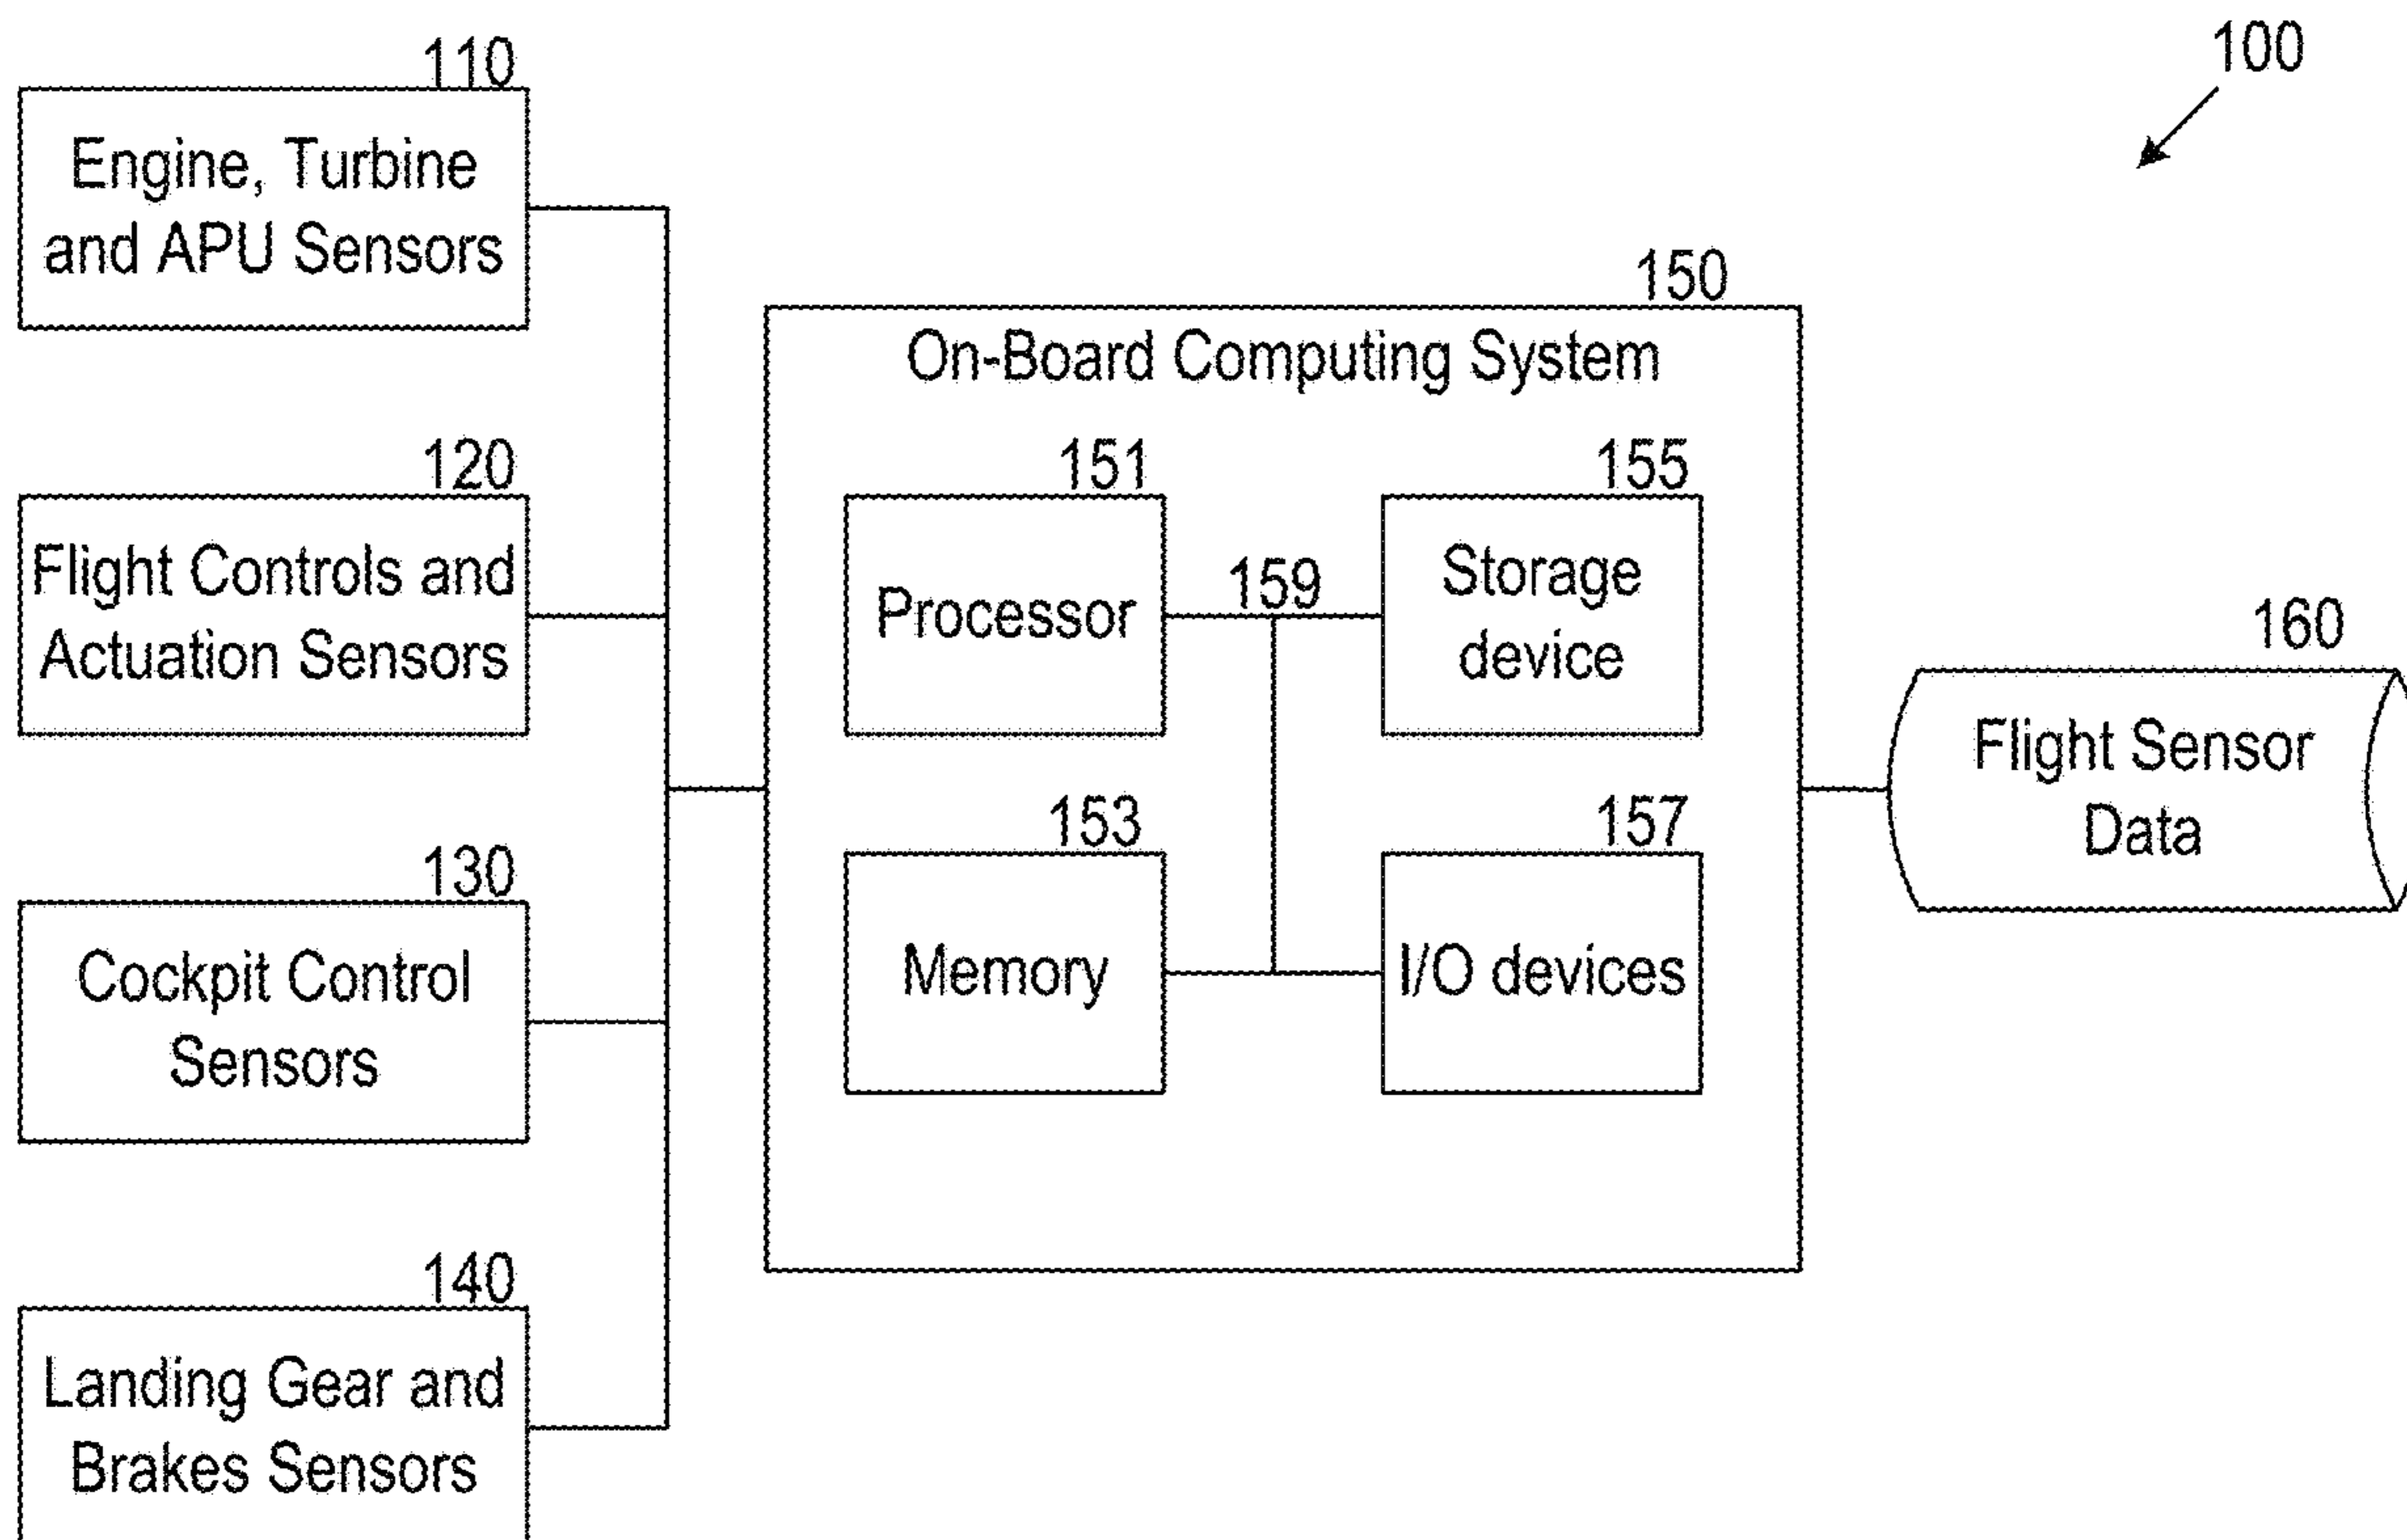 100
110
Engine, Turbine
and APU Sensors
120
Flight Controls and
Actuation Sensors
130
Cockpit Control
Sensors
140
Landing Gear and
Brakes Sensors
150
On-Board Computing System
151
Processor
153
Memory
155
Storage
device
157
I/O devices
159
160
Flight Sensor
Data